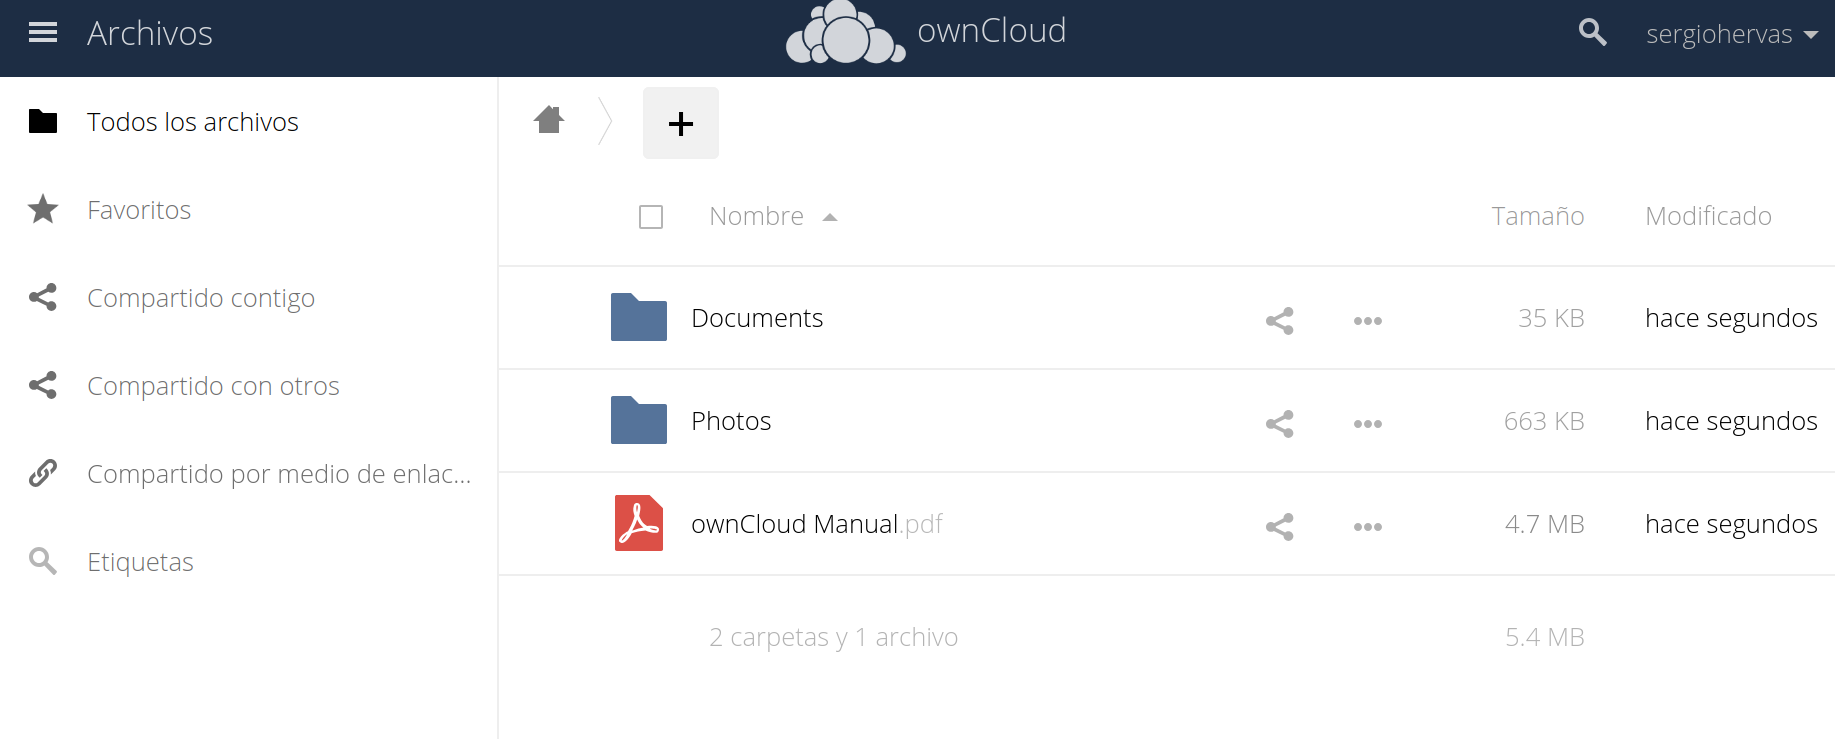 Archivos
ownCloud
sergiohervas
Todos los archivos
Favoritos
Compartido contigo
Compartido con otros
Compartido por medio de enlac...
Etiquetas
Nombre Tamaño Modificado
Documents 35 KB hace segundos
Photos 663 KB hace segundos
ownCloud Manual.pdf 4.7 MB hace segundos
2 carpetas y 1 archivo 5.4 MB